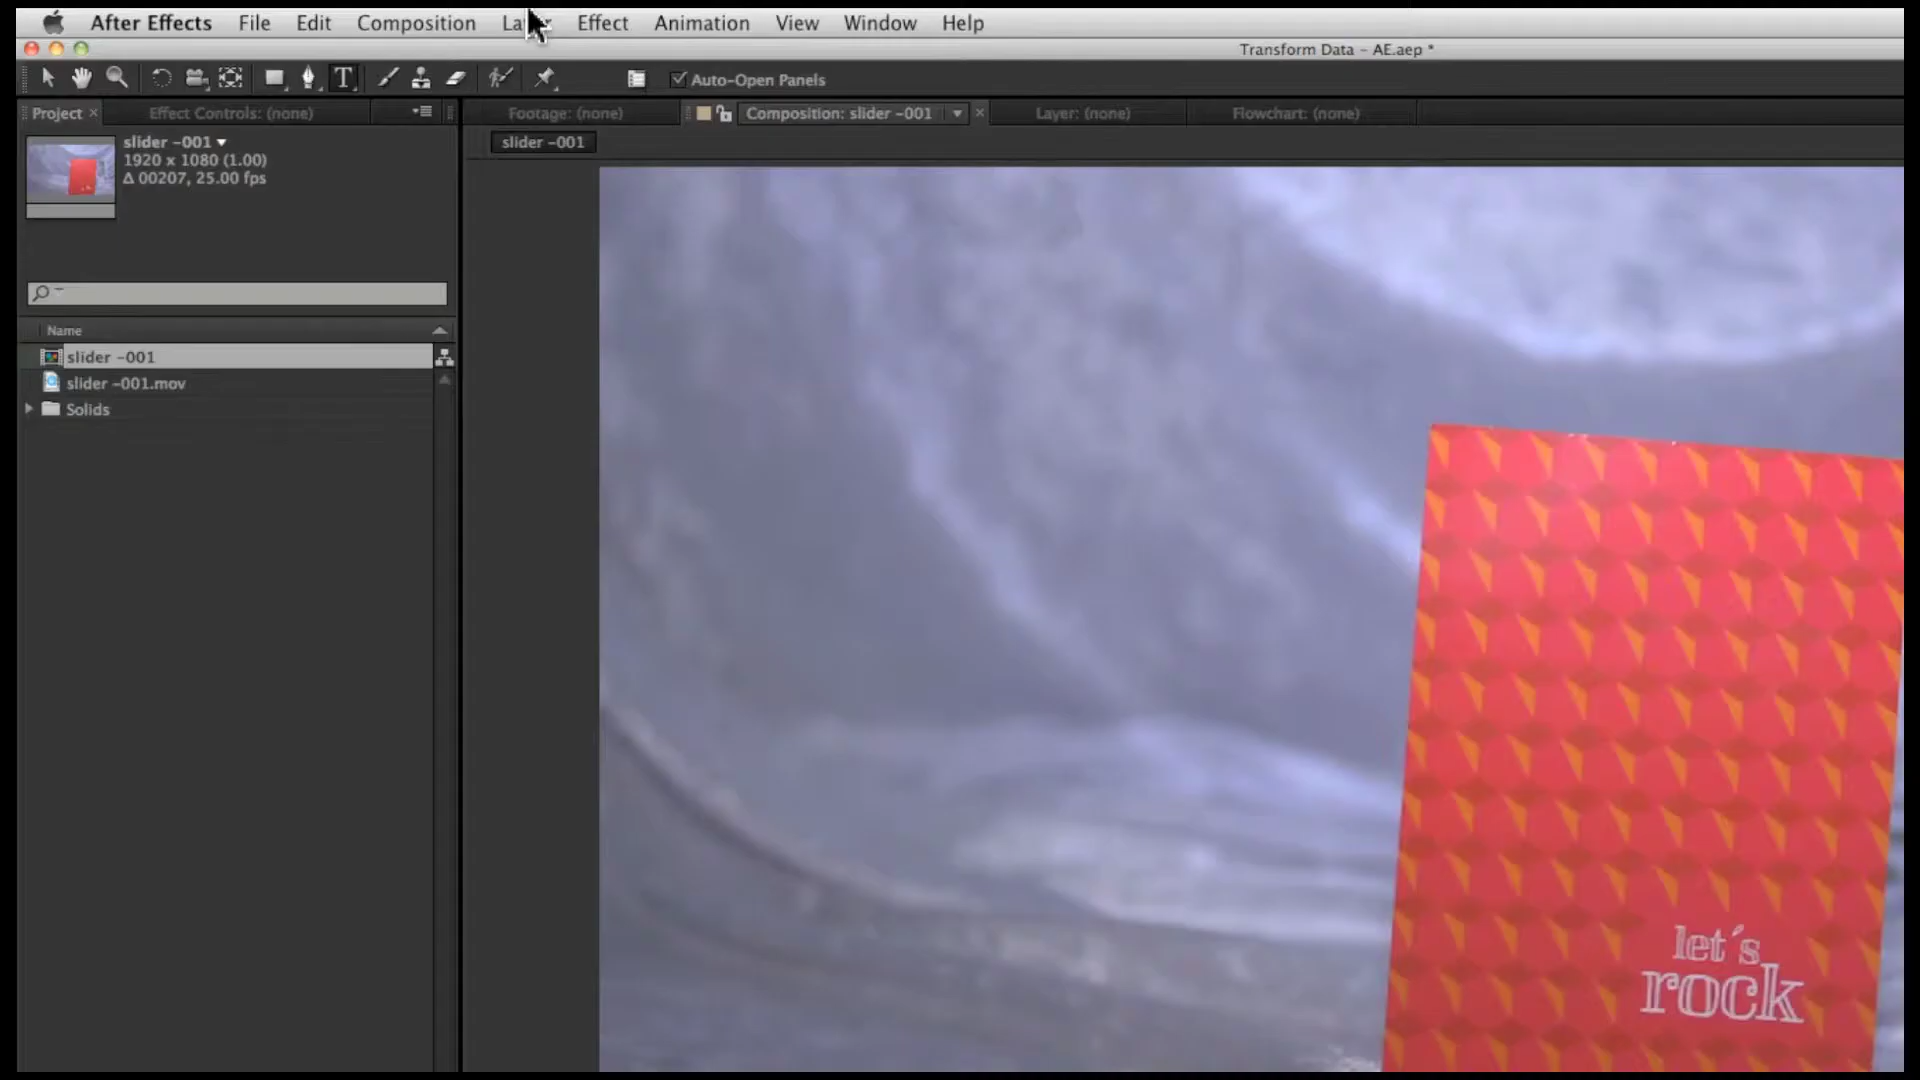 After Effects File Edit Composition Layer Effect Animation View Window Help
Transform Data - AE.aep *
T Auto-Open Panels
Project × Effect Controls: (none) Footage: (none) Composition: slider -001 × Layer: (none) Flowchart: (none)
slider -001
1920 x 1080 (1.00)
Δ 00207, 25.00 fps
slider -001
Name
slider -001
slider -001.mov
Solids
let´s
rock